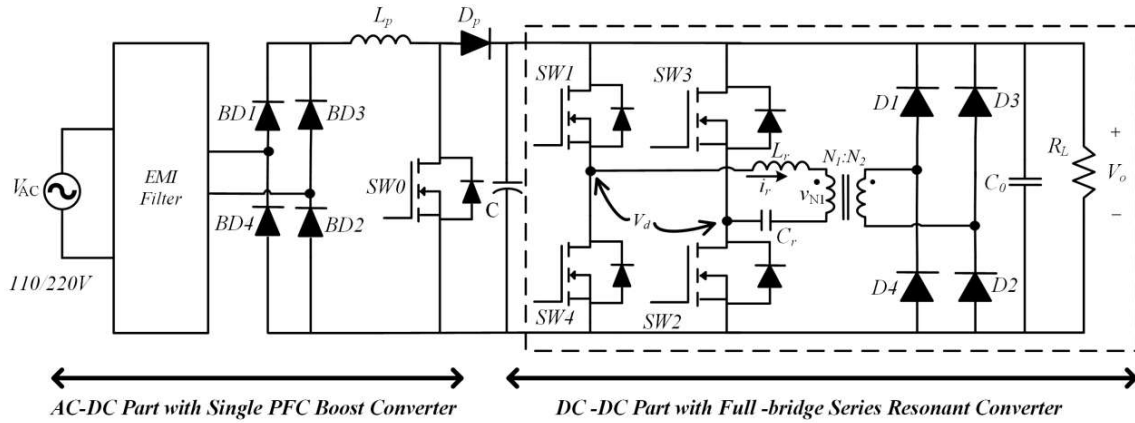 L_p
D_p
SW1
SW3
BD1
BD3
D1
D3
L_r
N_1:N_2
R_L
+
V_AC
EMI
Filter
SW0
i_r
v_N1
C_0
V_o
C
V_d
C_r
−
BD4
BD2
110/220V
SW4
SW2
D4
D2
AC-DC Part with Single PFC Boost Converter
DC -DC Part with Full -bridge Series Resonant Converter